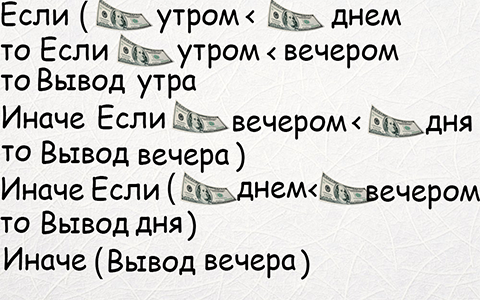 Если ( утром < днем
то Если утром < вечером
то Вывод утра
Иначе Если вечером < дня
то Вывод вечера )
Иначе Если ( днем< вечером
то Вывод дня )
Иначе ( Вывод вечера )